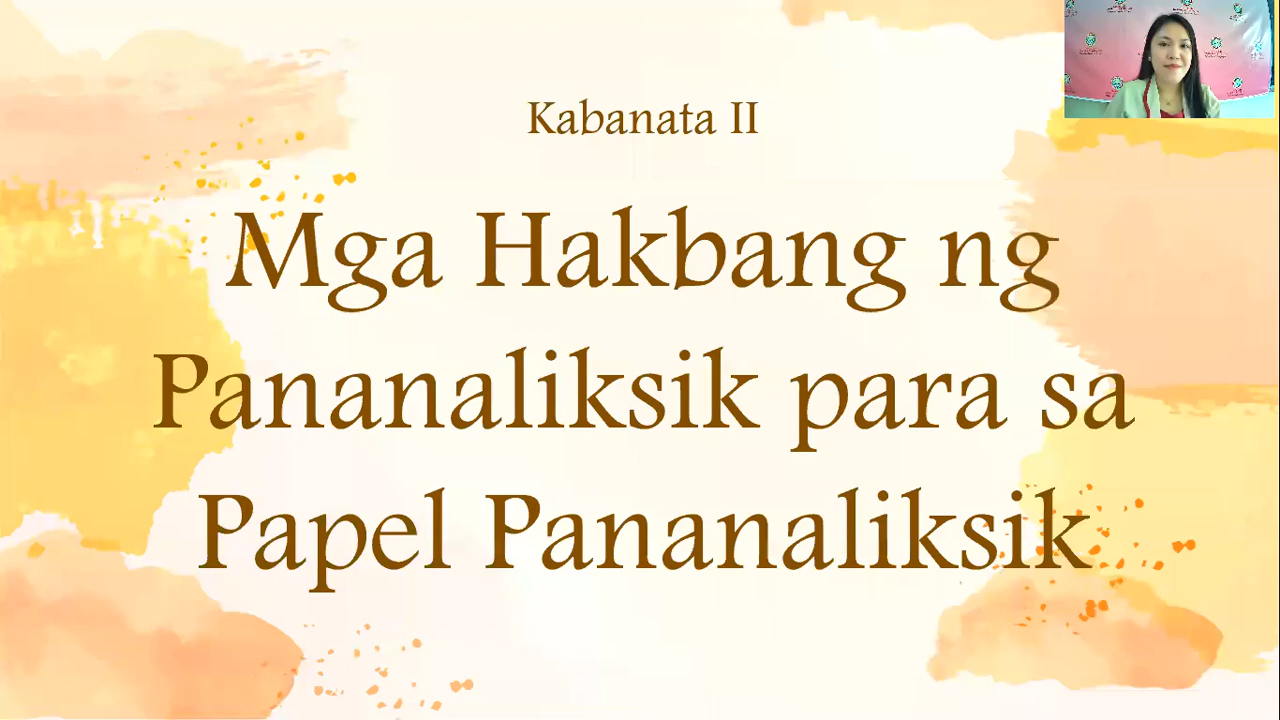 Kabanata II
Mga Hakbang ng
Pananaliksik para sa
Papel Pananaliksik